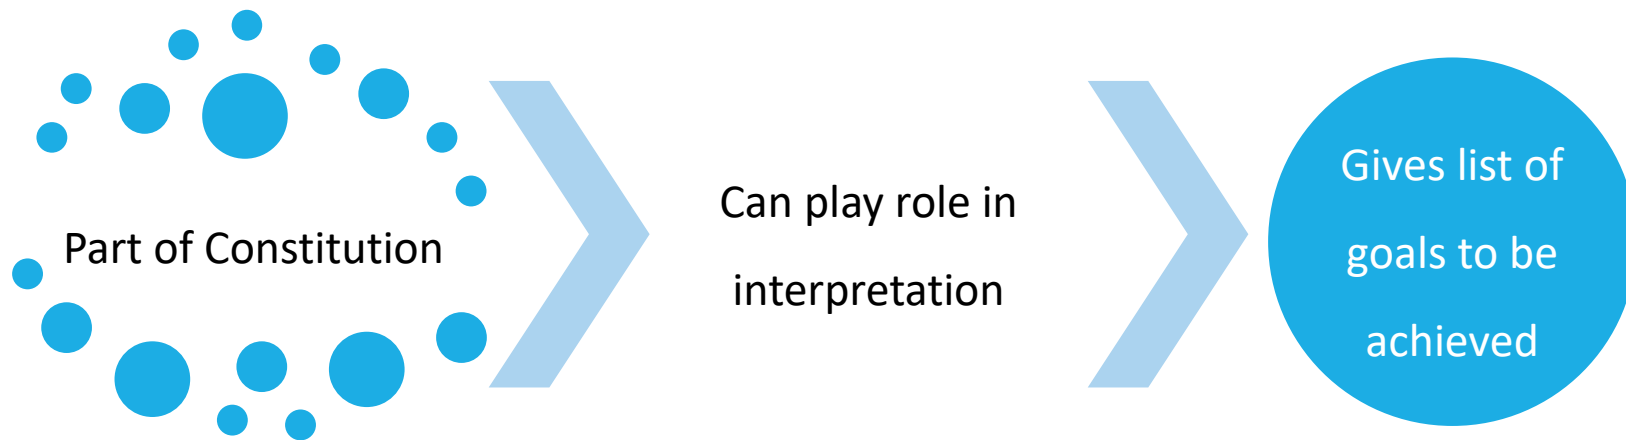 Part of Constitution
Can play role in
interpretation
Gives list of
goals to be
achieved